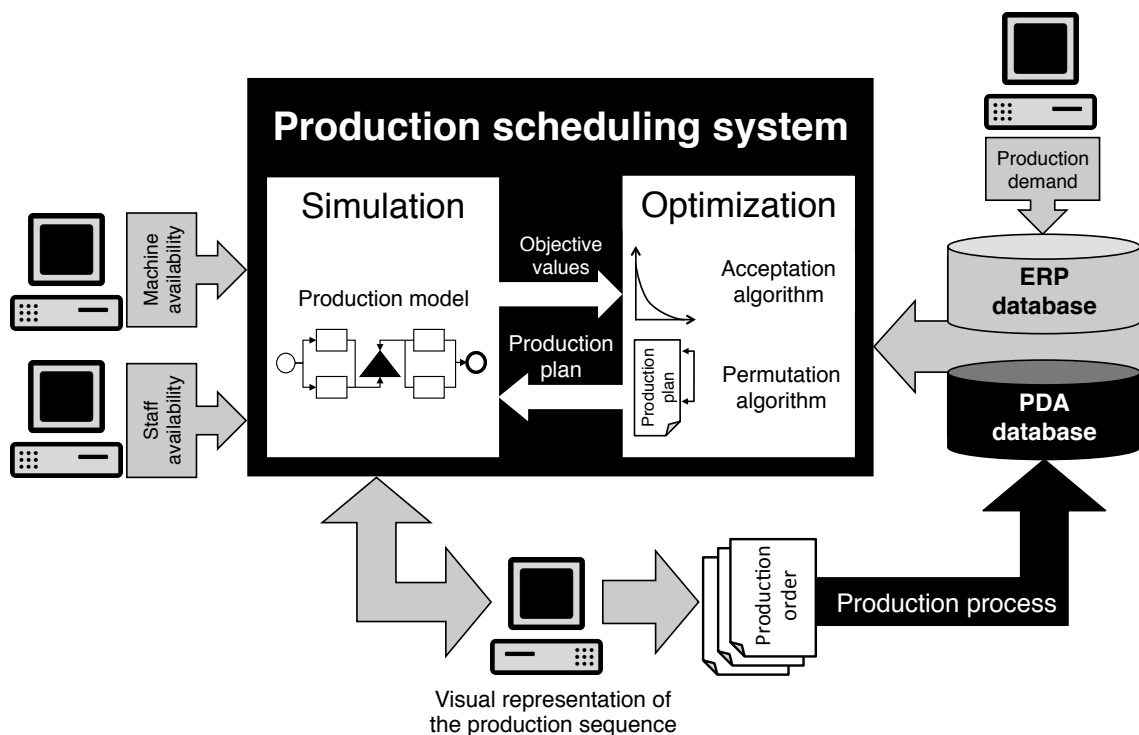 Production scheduling system
Simulation
Production model
Objective
values
Production
plan
Optimization
Acceptation
algorithm
Production
plan
Permutation
algorithm
Machine
availability
Staff
availability
Production
demand
ERP
database
PDA
database
Visual representation of
the production sequence
Production
order
Production process